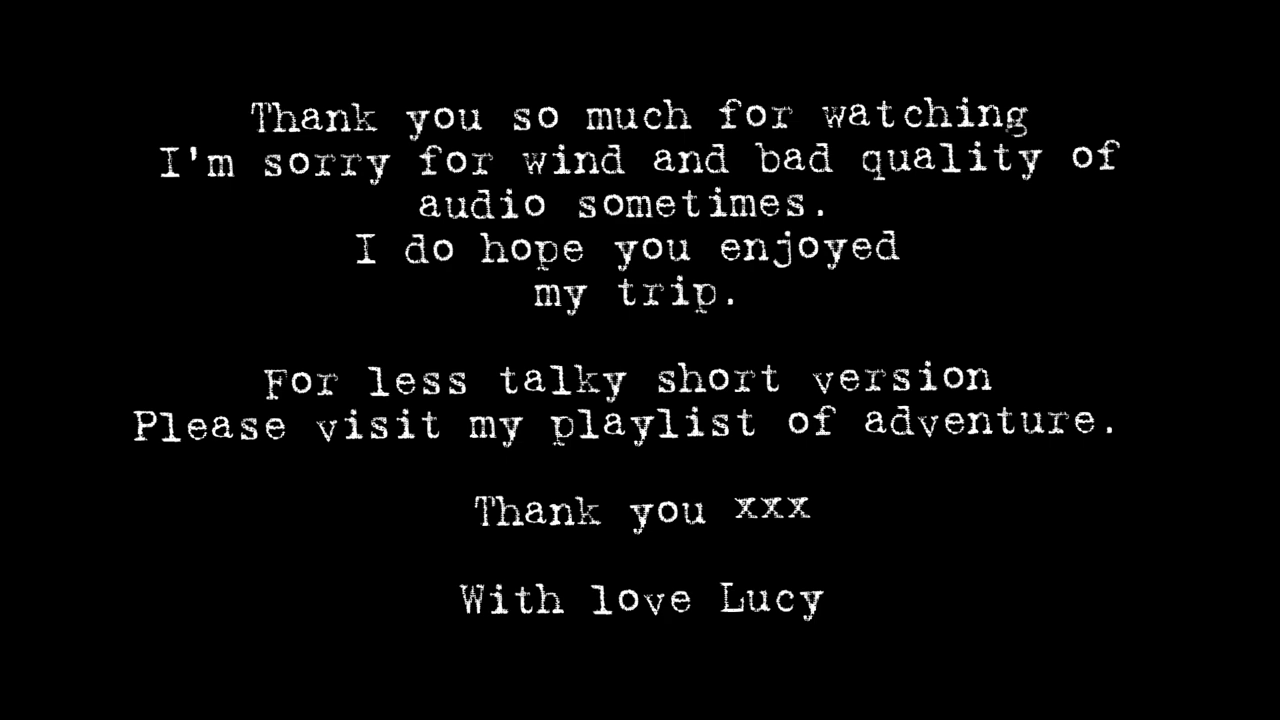 Thank you so much for watching
I'm sorry for wind and bad quality of
audio sometimes.
I do hope you enjoyed
my trip.
For less talky short version
Please visit my playlist of adventure.
Thank you xxx
With love Lucy